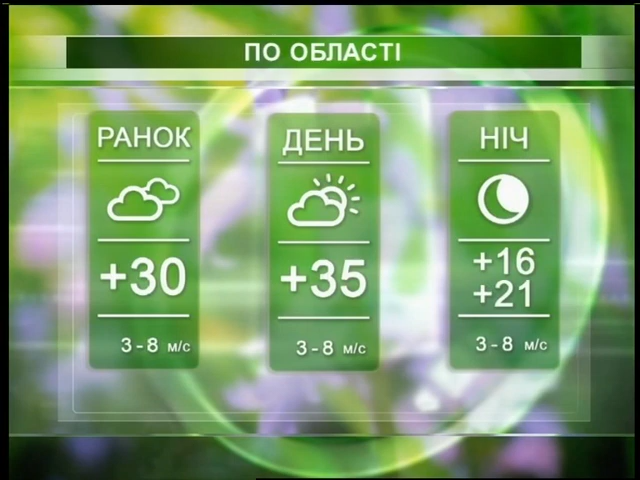 ПО ОБЛАСТІ
РАНОК
+30
3-8 м/с
ДЕНЬ
+35
3-8 м/с
НІЧ
+16
+21
3-8 м/с